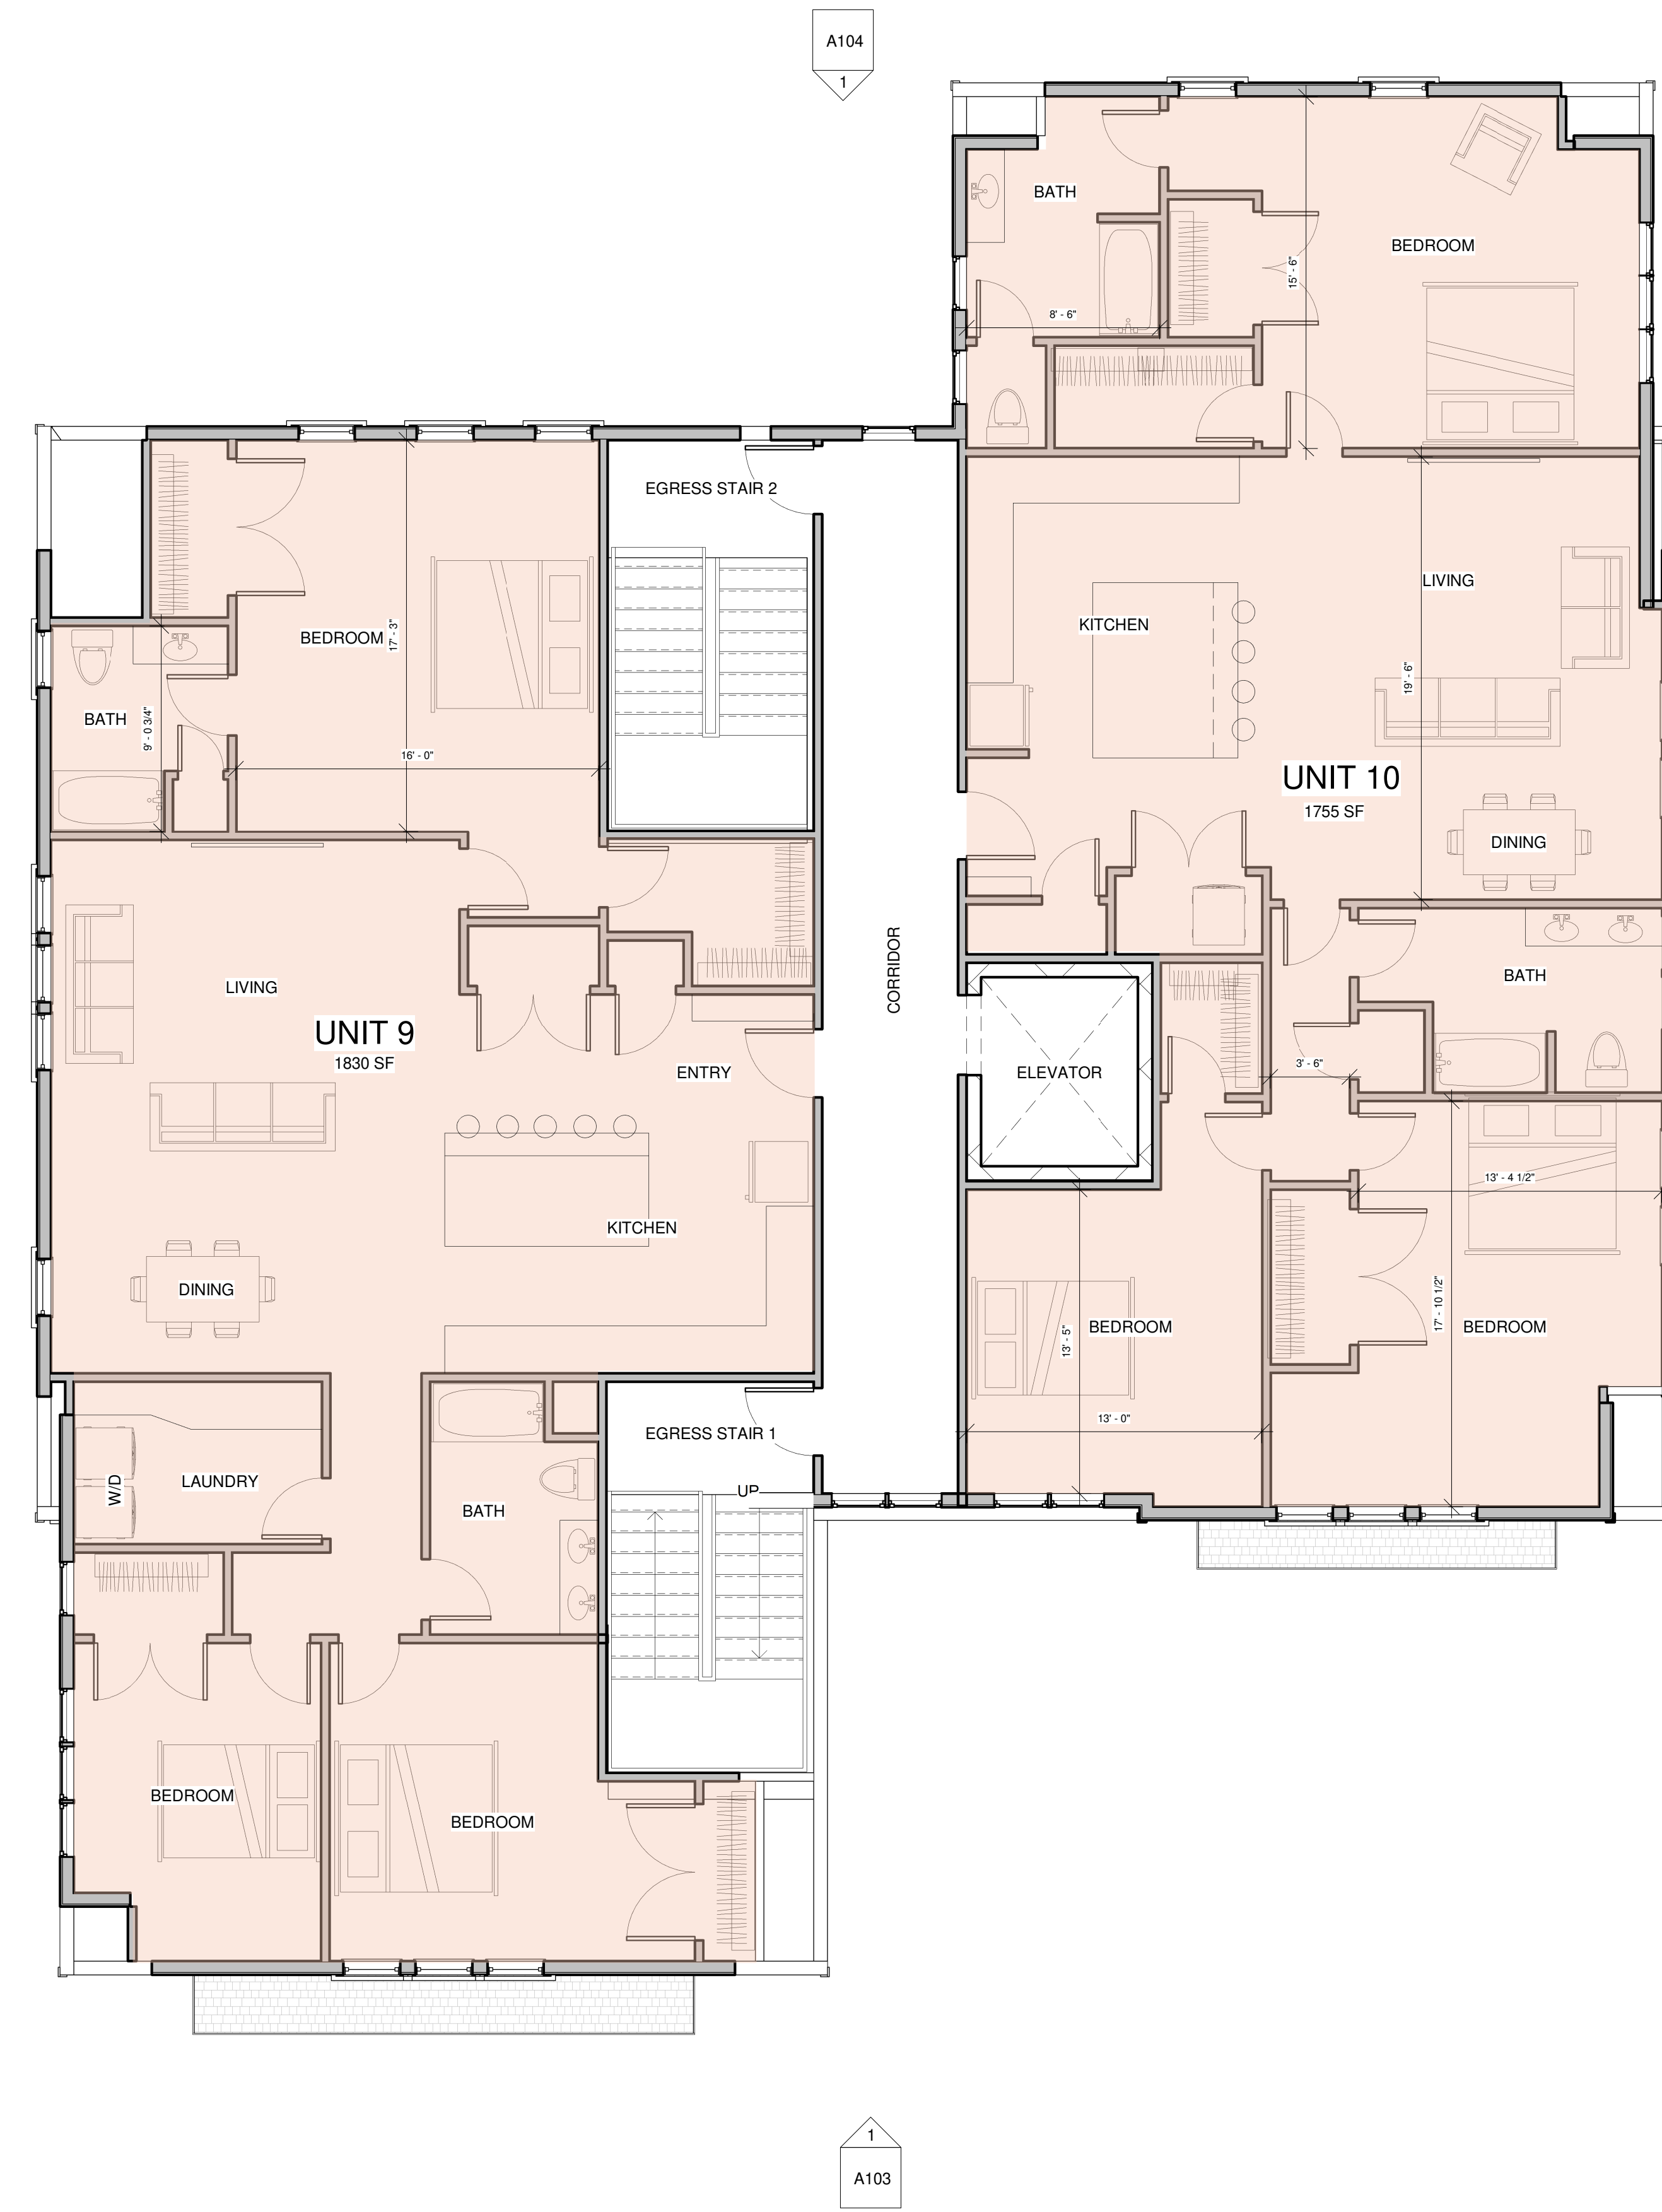 A104
1
BATH
BEDROOM
15' - 6"
8' - 6"
EGRESS STAIR 2
LIVING
KITCHEN
BEDROOM
17' - 3"
19' - 6"
BATH
9' - 0 3/4"
16' - 0"
UNIT 10
1755 SF
DINING
CORRIDOR
BATH
LIVING
UNIT 9
1830 SF
ENTRY
ELEVATOR
3' - 6"
13' - 4 1/2"
KITCHEN
DINING
17' - 10 1/2"
13' - 5"
BEDROOM
BEDROOM
13' - 0"
EGRESS STAIR 1
W/D
LAUNDRY
UP
BATH
BEDROOM
BEDROOM
1
A103